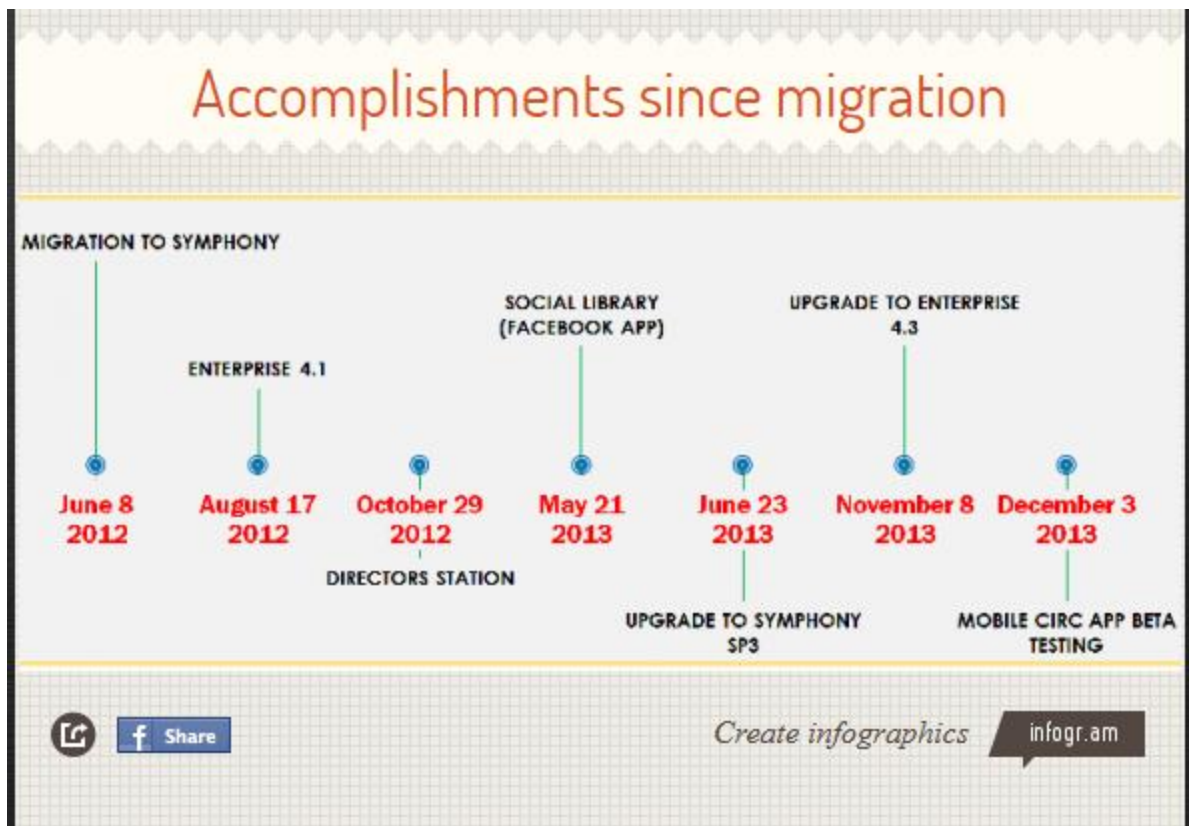 Accomplishments since migration
MIGRATION TO SYMPHONY
SOCIAL LIBRARY
(FACEBOOK APP)
UPGRADE TO ENTERPRISE
4.3
ENTERPRISE 4.1
June 8
2012
August 17
2012
October 29
2012
May 21
2013
June 23
2013
November 8
2013
December 3
2013
DIRECTORS STATION
UPGRADE TO SYMPHONY
SP3
MOBILE CIRC APP BETA
TESTING
f Share
Create infographics
infogr.am